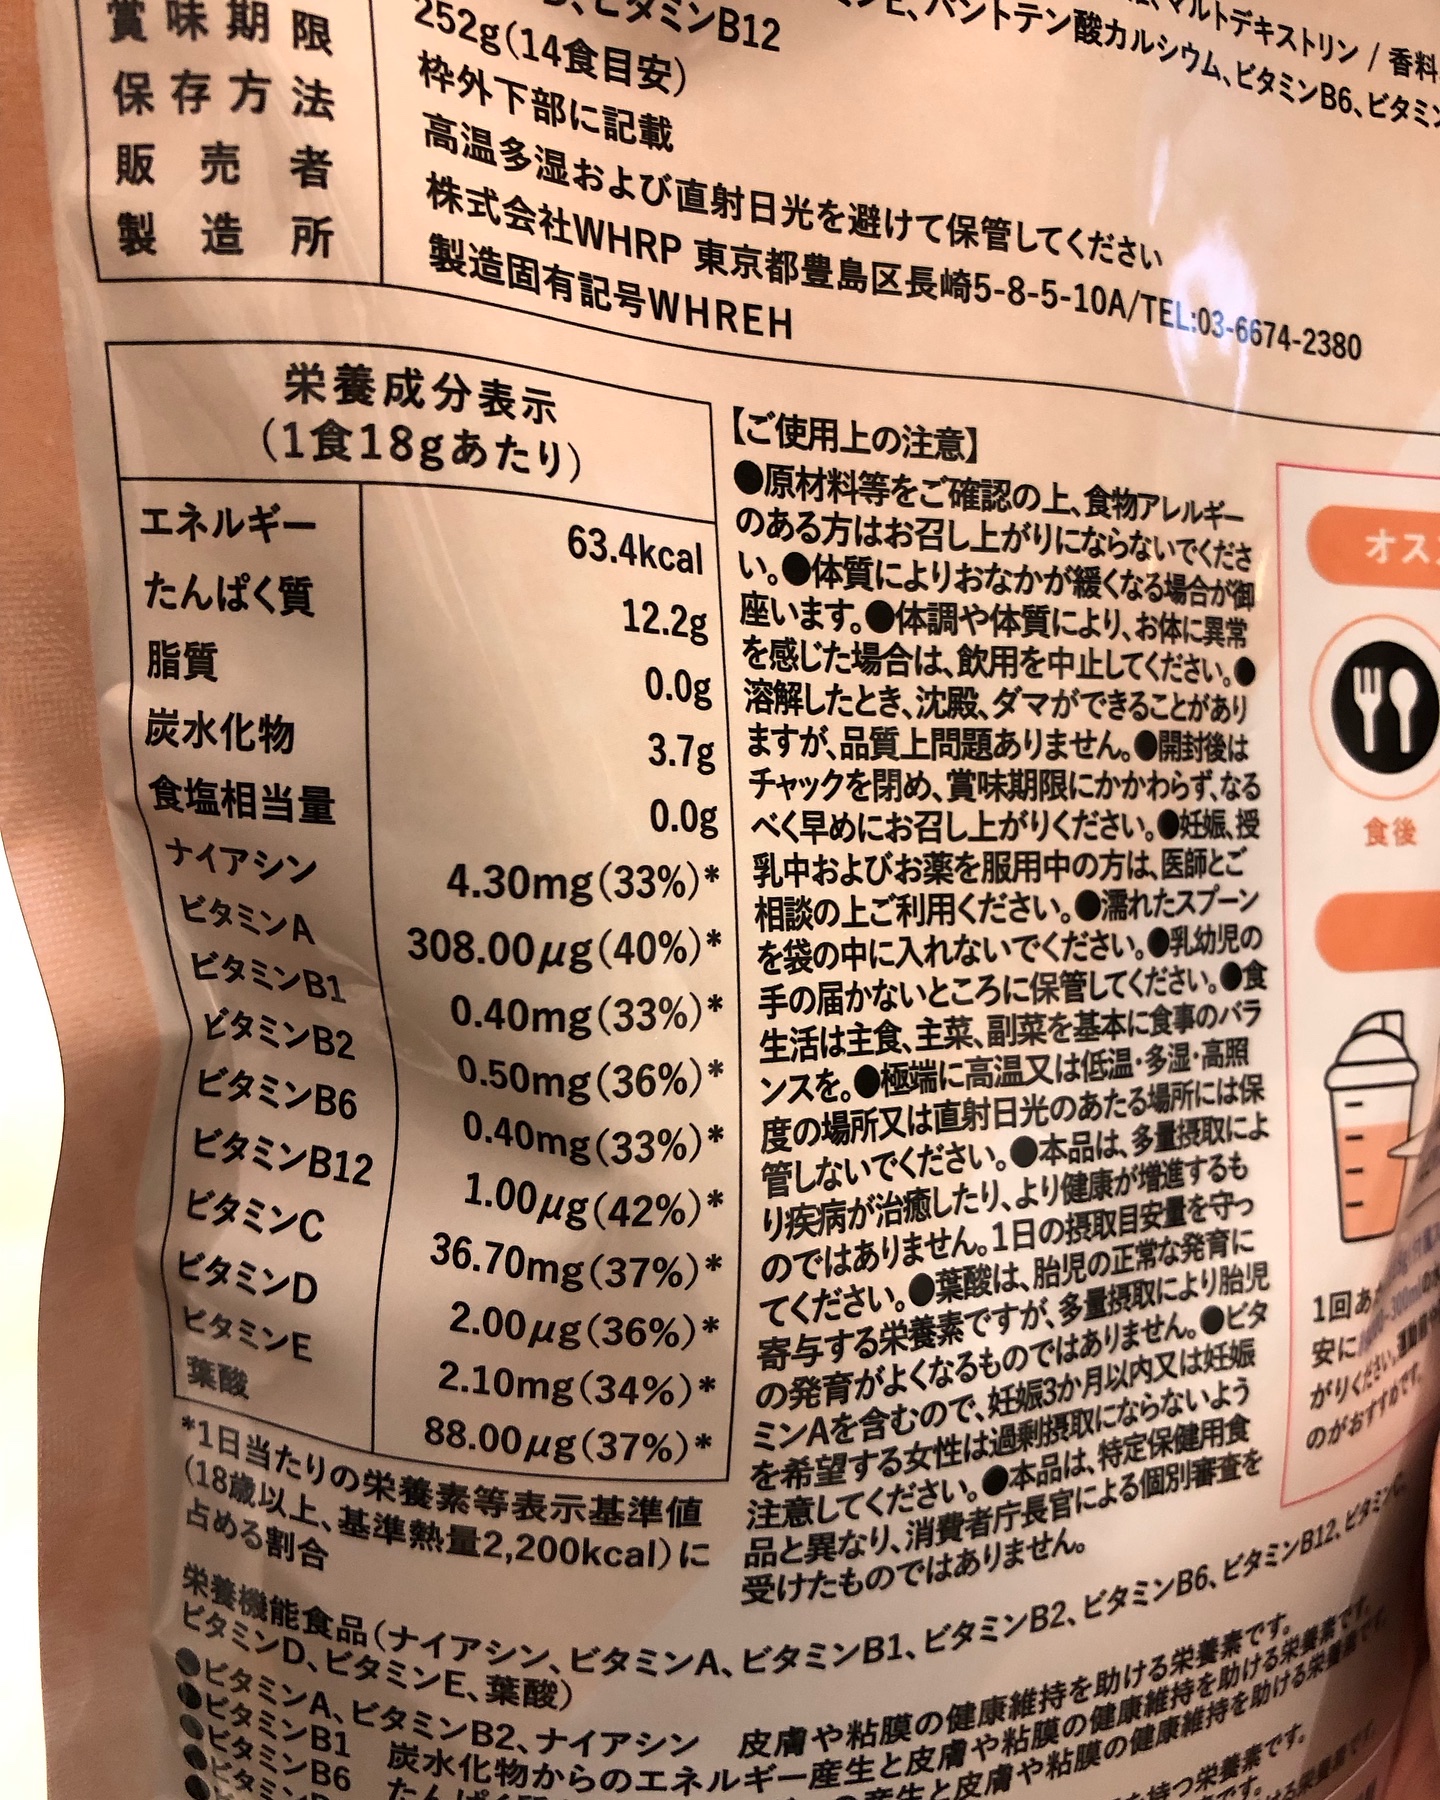 マルトデキストリン / 香料
パントテン酸カルシウム、ビタミンB6、
ビタミンB12
賞味期限 252g(14食目安)
保存方法 枠外下部に記載
販売者 高温多湿および直射日光を避けて保管してください
製造所 株式会社WHRP 東京都豊島区長崎5-8-5-10A/TEL:03-6674-2380
製造固有記号WHREH
栄養成分表示
(1食18gあたり)
エネルギー 63.4kcal
たんぱく質 12.2g
脂質 0.0g
炭水化物 3.7g
食塩相当量 0.0g
ナイアシン 4.30mg(33%)*
ビタミンA 308.00μg(40%)*
ビタミンB1 0.40mg(33%)*
ビタミンB2 0.50mg(36%)*
ビタミンB6 0.40mg(33%)*
ビタミンB12 1.00μg(42%)*
ビタミンC 36.70mg(37%)*
ビタミンD 2.00μg(36%)*
ビタミンE 2.10mg(34%)*
葉酸 88.00μg(37%)*
*1日当たりの栄養素等表示基準値
(18歳以上、基準熱量2,200kcal)に
占める割合
【ご使用上の注意】
●原材料等をご確認の上、食物アレルギー
のある方はお召し上がりにならないでくださ
い。●体質によりおなかが緩くなる場合が御
座います。●体調や体質により、お体に異常
を感じた場合は、飲用を中止してください。●
溶解したとき、沈殿、ダマができることがあり
ますが、品質上問題ありません。●開封後は
チャックを閉め、賞味期限にかかわらず、なる
べく早めにお召し上がりください。●妊娠、授
乳中およびお薬を服用中の方は、医師とご
相談の上ご利用ください。●濡れたスプーン
を袋の中に入れないでください。●乳幼児の
手の届かないところに保管してください。●食
生活は主食、主菜、副菜を基本に食事のバラ
ンスを。●極端に高温又は低温・多湿・高照
度の場所又は直射日光のあたる場所には保
管しないでください。●本品は、多量摂取によ
り疾病が治癒したり、より健康が増進するも
のではありません。1日の摂取目安量を守っ
てください。●葉酸は、胎児の正常な発育に
寄与する栄養素ですが、多量摂取により胎児
の発育がよくなるものではありません。●ビタ
ミンAを含むので、妊娠3か月以内又は妊娠
を希望する女性は過剰摂取にならないよう
注意してください。●本品は、特定保健用食
品と異なり、消費者庁長官による個別審査を
受けたものではありません。
オス
食後
1回あ
安に
がりください。
のがおすすめです。
栄養機能食品(ナイアシン、ビタミンA、ビタミンB1、ビタミンB2、ビタミンB6、ビタミンB12、ビタミンC、
ビタミンD、ビタミンE、葉酸)
●ビタミンA、ビタミンB2、ナイアシン 皮膚や粘膜の健康維持を助ける栄養素です。
●ビタミンB1 炭水化物からのエネルギー産生と皮膚や粘膜の健康維持を助ける栄養素です。
●ビタミンB6 の産生と皮膚や粘膜の健康維持を助ける栄養素です。
を持つ栄養素です。